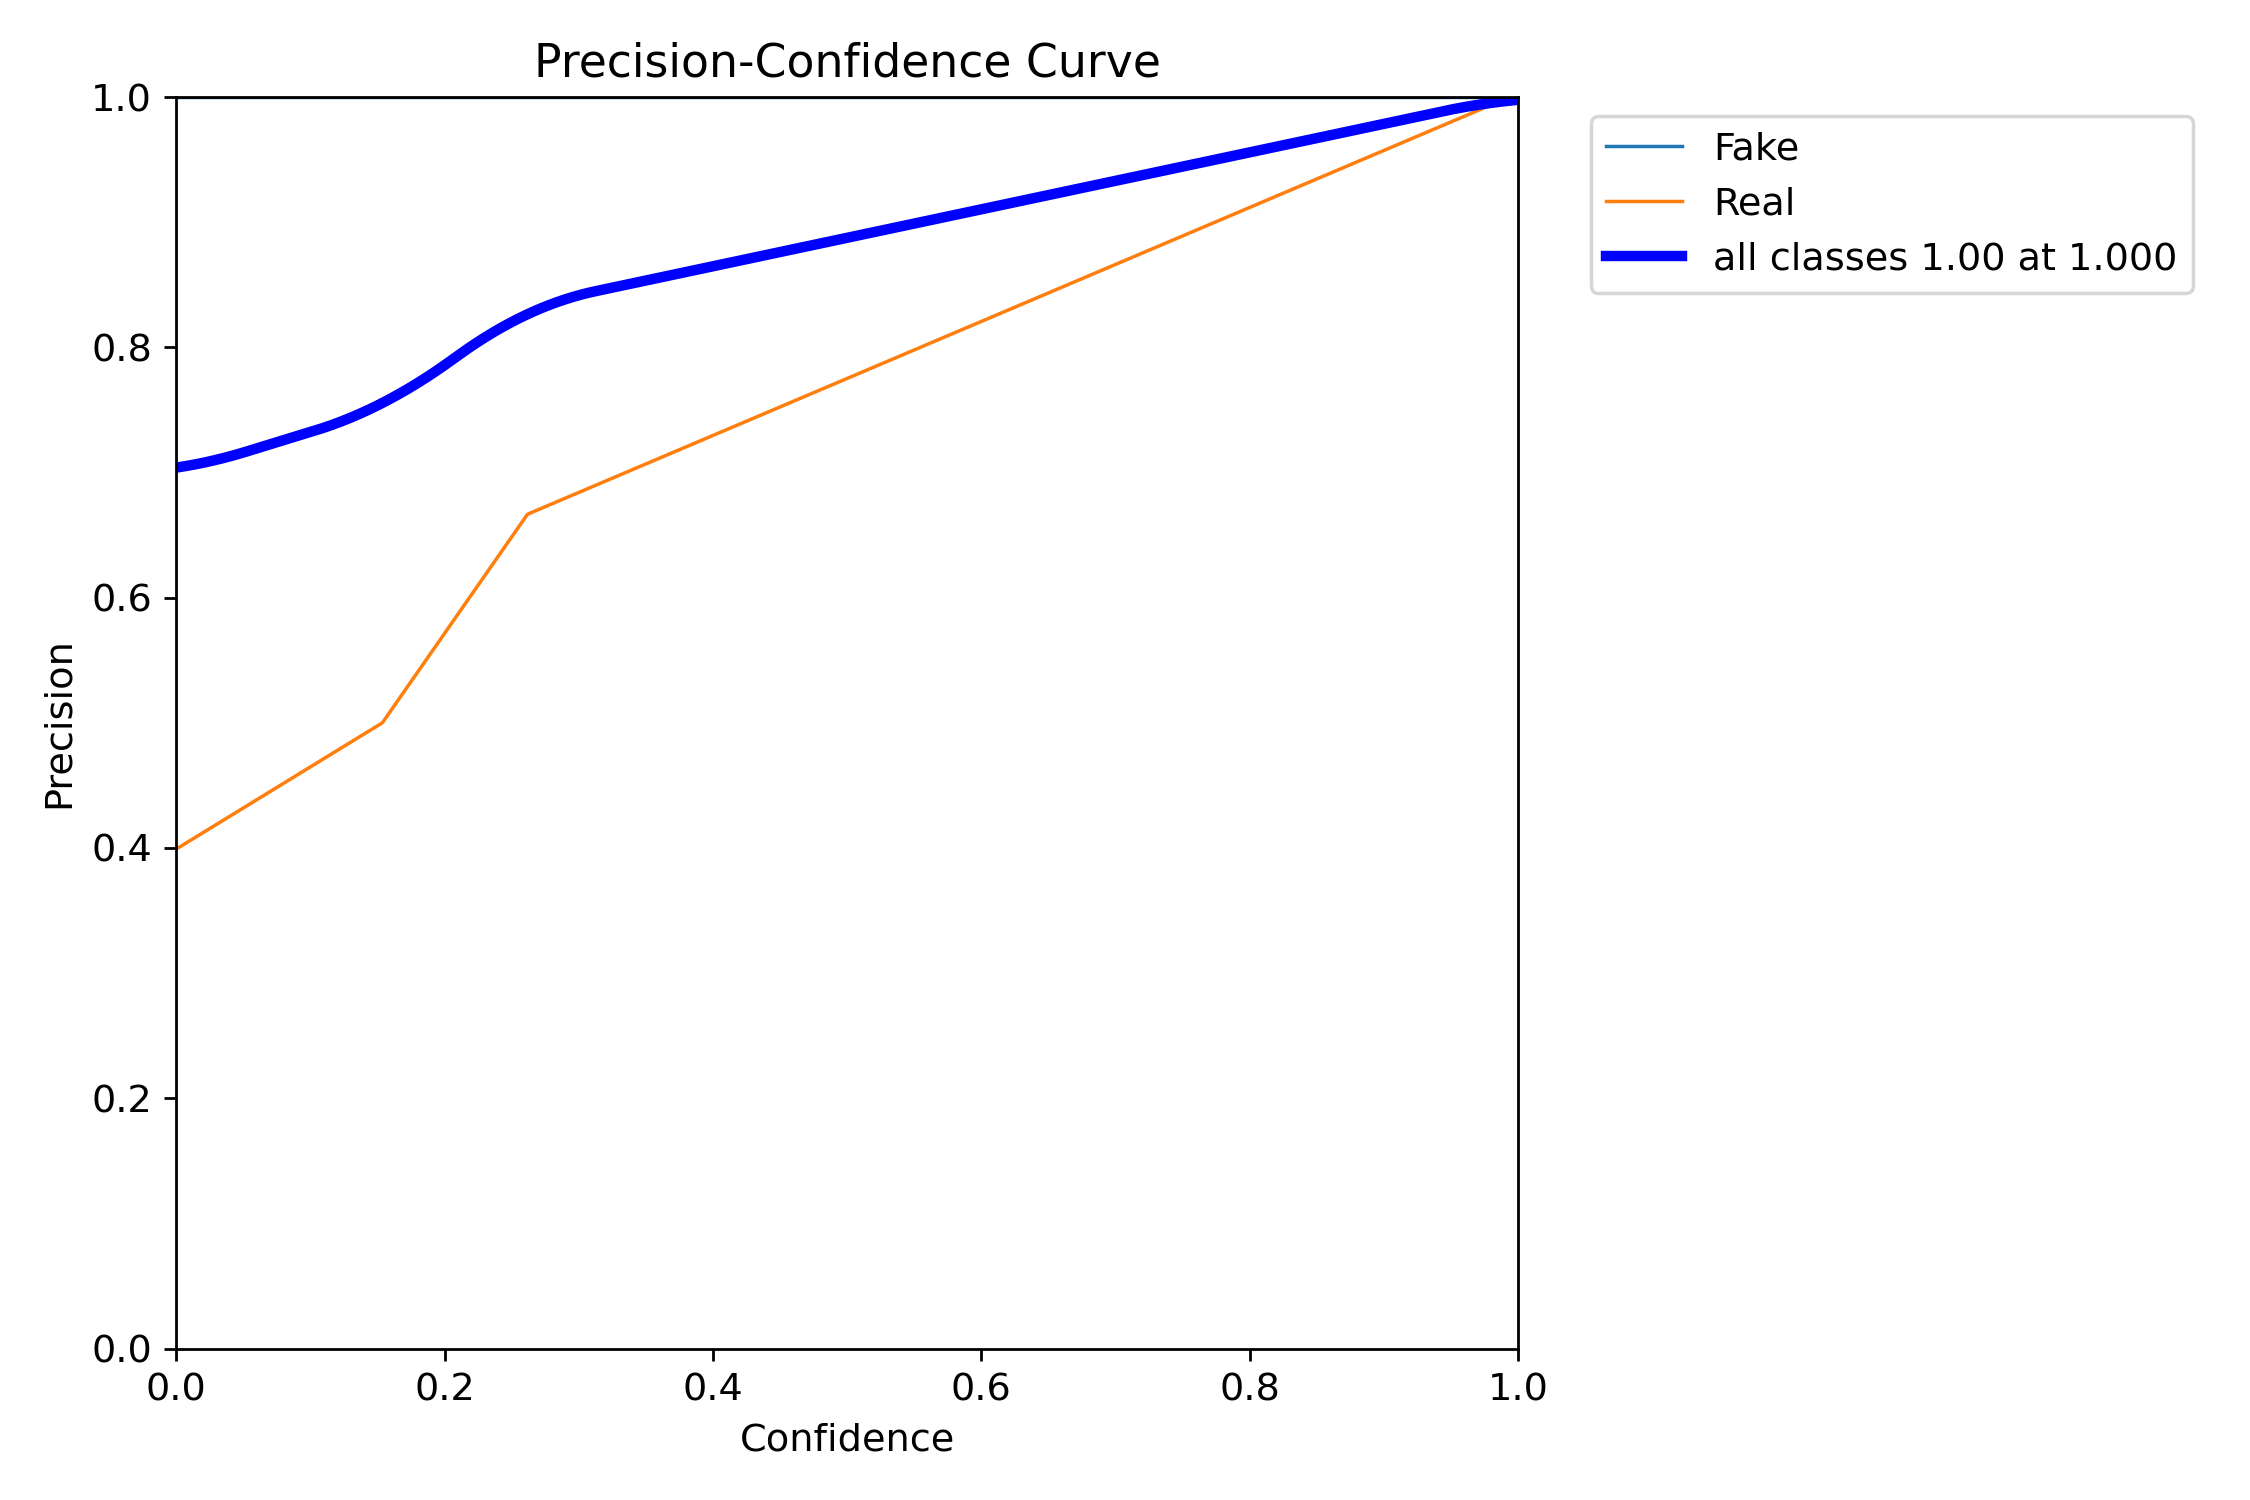 Precision-Confidence Curve
1.0
0.8
0.6
0.4
0.2
0.0
Precision
0.0 0.2 0.4 0.6 0.8 1.0
Confidence
Fake
Real
all classes 1.00 at 1.000